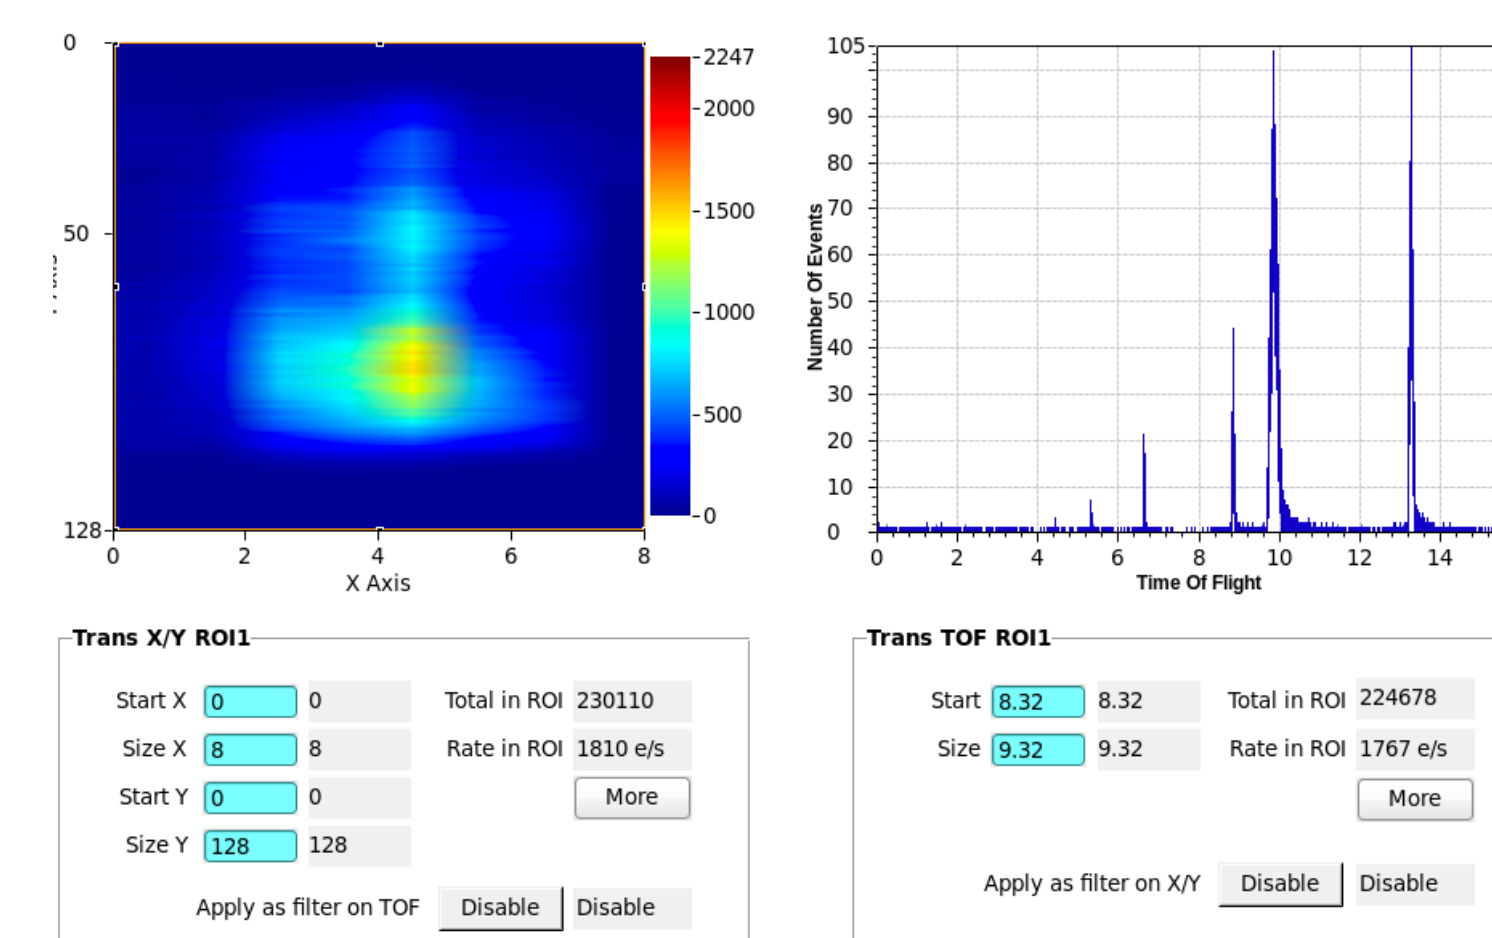 0
50
128
0 2 4 6 8
X Axis
2247
2000
1500
1000
500
0
105
90
80
70
60
50
40
30
20
10
0
Number Of Events
0 2 4 6 8 10 12 14
Time Of Flight
Trans X/Y ROI1
Start X 0 0 Total in ROI 230110
Size X 8 8 Rate in ROI 1810 e/s
Start Y 0 0 More
Size Y 128 128
Apply as filter on TOF Disable Disable
Trans TOF ROI1
Start 8.32 8.32 Total in ROI 224678
Size 9.32 9.32 Rate in ROI 1767 e/s
More
Apply as filter on X/Y Disable Disable